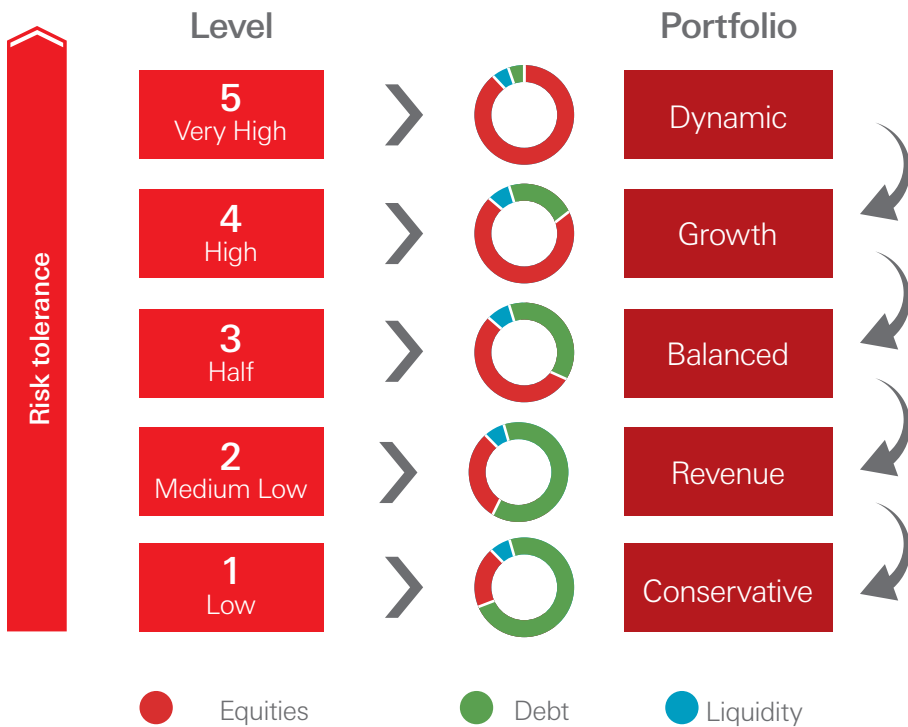 Level
Portfolio
5
Very High
Dynamic
4
High
Growth
Risk tolerance
3
Half
Balanced
2
Medium Low
Revenue
1
Low
Conservative
Equities
Debt
Liquidity